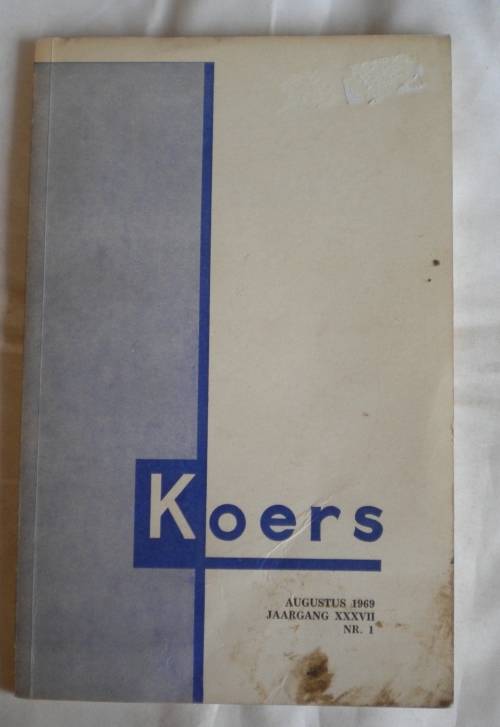 Koers
AUGUSTUS 1969
JAARGANG XXXVII
NR. 1